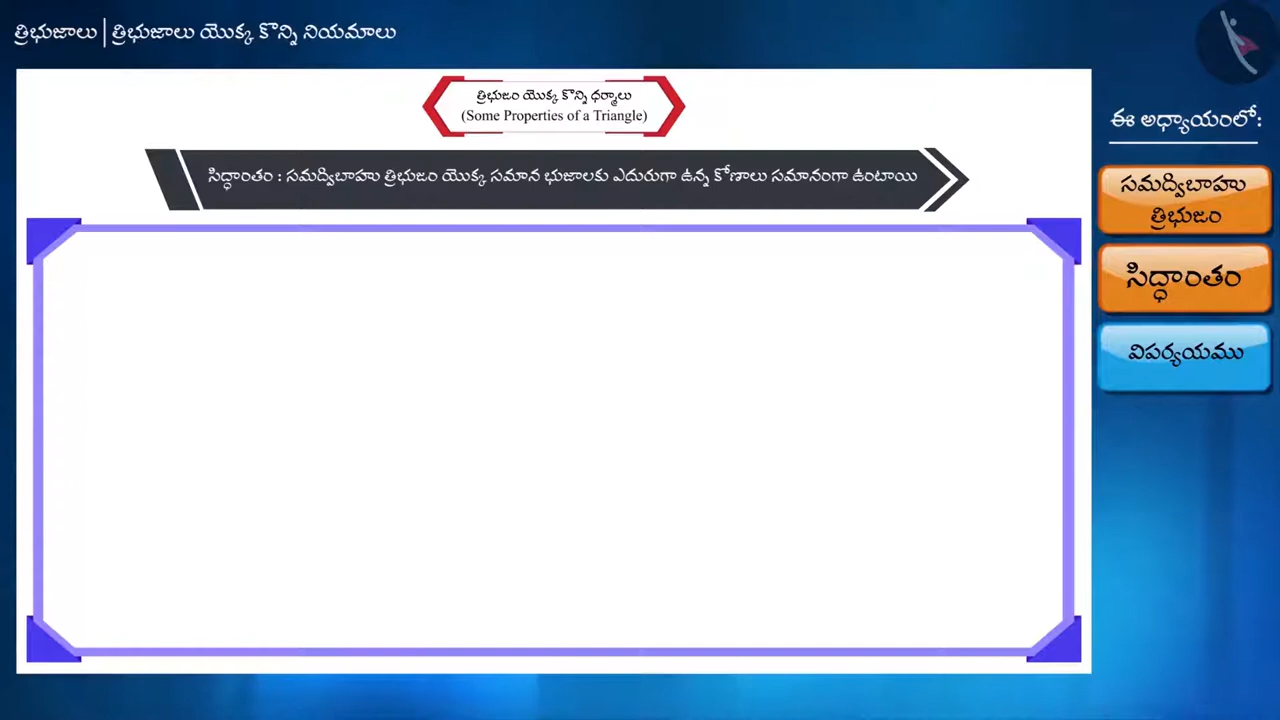 త్రిభుజాలు | త్రిభుజాలు యొక్క కొన్ని నియమాలు
త్రిభుజం యొక్క కొన్ని ధర్మాలు
(Some Properties of a Triangle)
సిద్ధాంతం : సమద్విబాహు త్రిభుజం యొక్క సమాన భుజాలకు ఎదురుగా ఉన్న కోణాలు సమానంగా ఉంటాయి
ఈ అధ్యాయంలో:
సమద్విబాహు
త్రిభుజం
సిద్ధాంతం
విపర్యయము